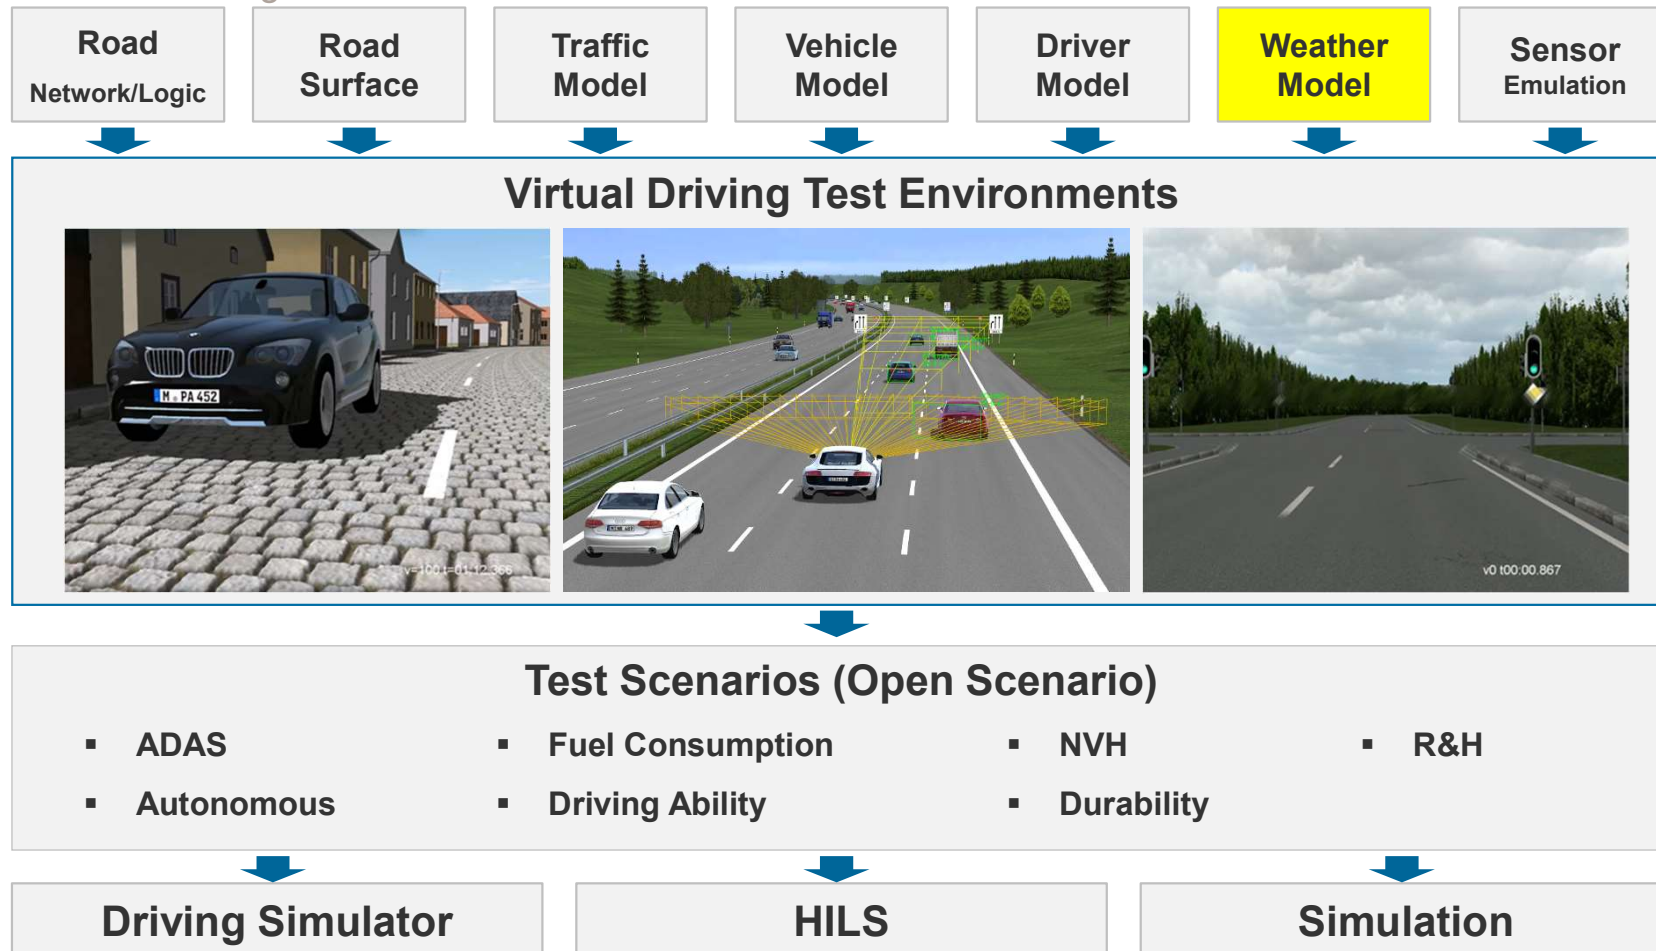 Road
Network/Logic
Road
Surface
Traffic
Model
Vehicle
Model
Driver
Model
Weather
Model
Sensor
Emulation
Virtual Driving Test Environments
M PA 452
v0 t00:00.867
Test Scenarios (Open Scenario)
▪ ADAS
▪ Fuel Consumption
▪ NVH
▪ R&H
▪ Autonomous
▪ Driving Ability
▪ Durability
Driving Simulator
HILS
Simulation